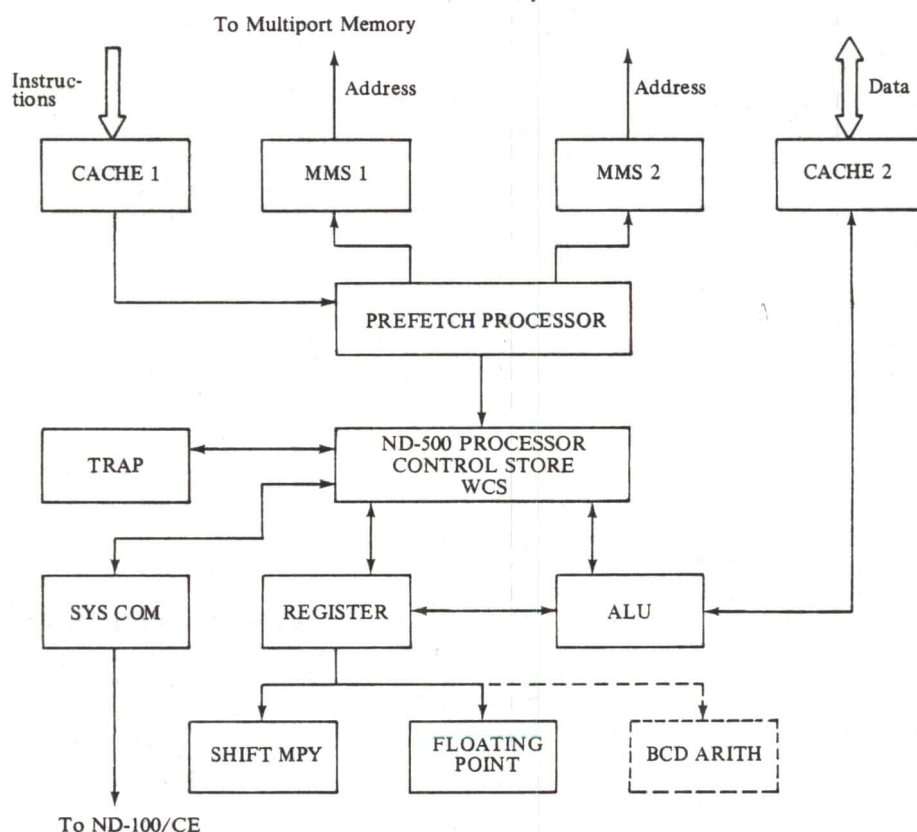 To Multiport Memory
Instruc-
tions
Address
Address
Data
CACHE 1
MMS 1
MMS 2
CACHE 2
PREFETCH PROCESSOR
TRAP
ND-500 PROCESSOR
CONTROL STORE
WCS
SYS COM
REGISTER
ALU
SHIFT MPY
FLOATING
POINT
BCD ARITH
To ND-100/CE